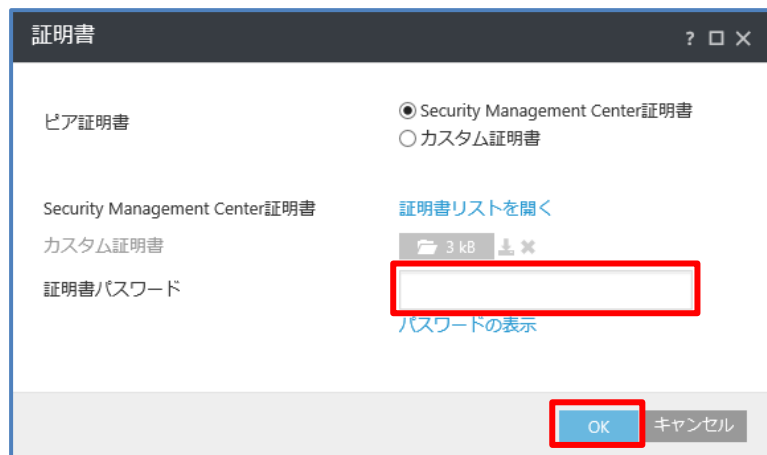 証明書
?
ピア証明書
Security Management Center証明書
カスタム証明書
Security Management Center証明書
証明書リストを開く
カスタム証明書
3 kB
証明書パスワード
パスワードの表示
OK
キャンセル